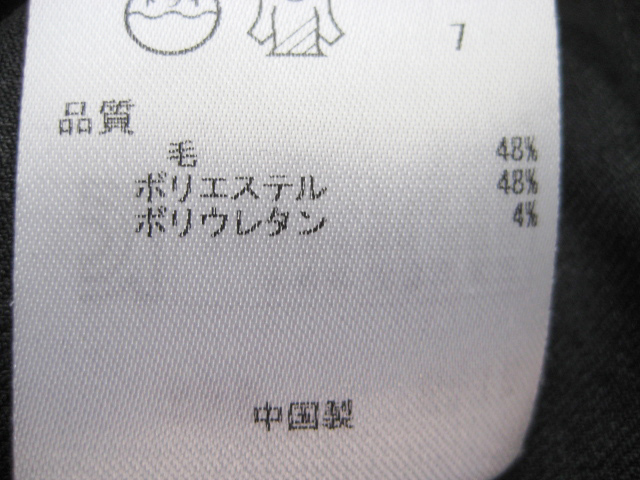 7
品質
毛 48%
ポリエステル 48%
ポリウレタン 4%
中国製